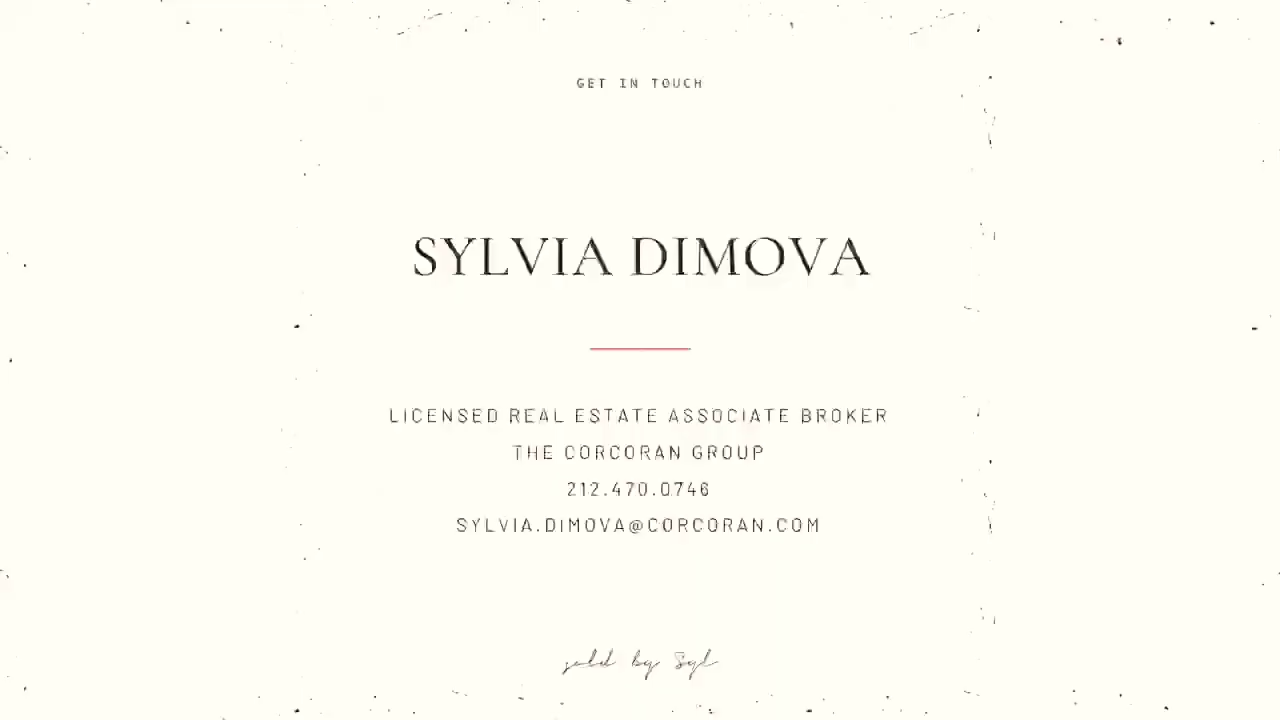 GET IN TOUCH
SYLVIA DIMOVA
LICENSED REAL ESTATE ASSOCIATE BROKER
THE CORCORAN GROUP
212.470.0746
SYLVIA.DIMOVA@CORCORAN.COM
sold by Syl